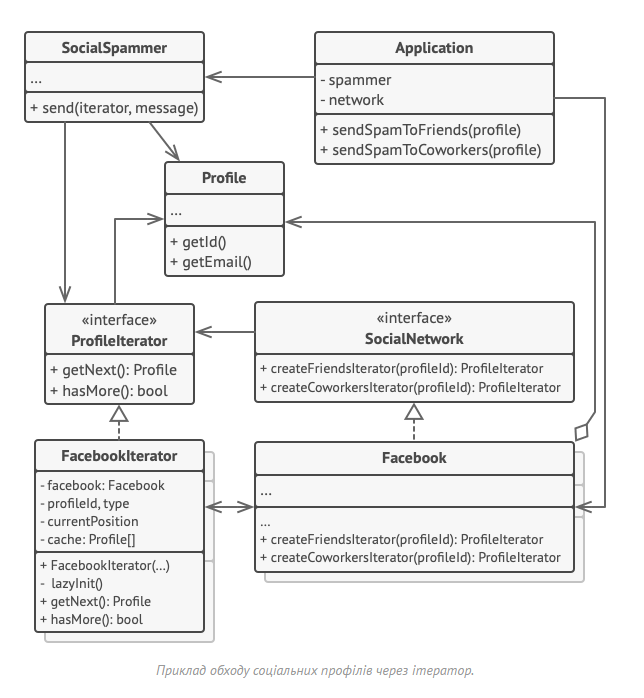 SocialSpammer
...
+ send(iterator, message)
Application
- spammer
- network
+ sendSpamToFriends(profile)
+ sendSpamToCoworkers(profile)
Profile
...
+ getId()
+ getEmail()
«interface»
ProfileIterator
+ getNext(): Profile
+ hasMore(): bool
«interface»
SocialNetwork
+ createFriendsIterator(profileId): ProfileIterator
+ createCoworkersIterator(profileId): ProfileIterator
FacebookIterator
- facebook: Facebook
- profileId, type
- currentPosition
- cache: Profile[]
+ FacebookIterator(...)
- lazyInit()
+ getNext(): Profile
+ hasMore(): bool
Facebook
...
...
+ createFriendsIterator(profileId): ProfileIterator
+ createCoworkersIterator(profileId): ProfileIterator
Приклад обходу соціальних профілів через ітератор.